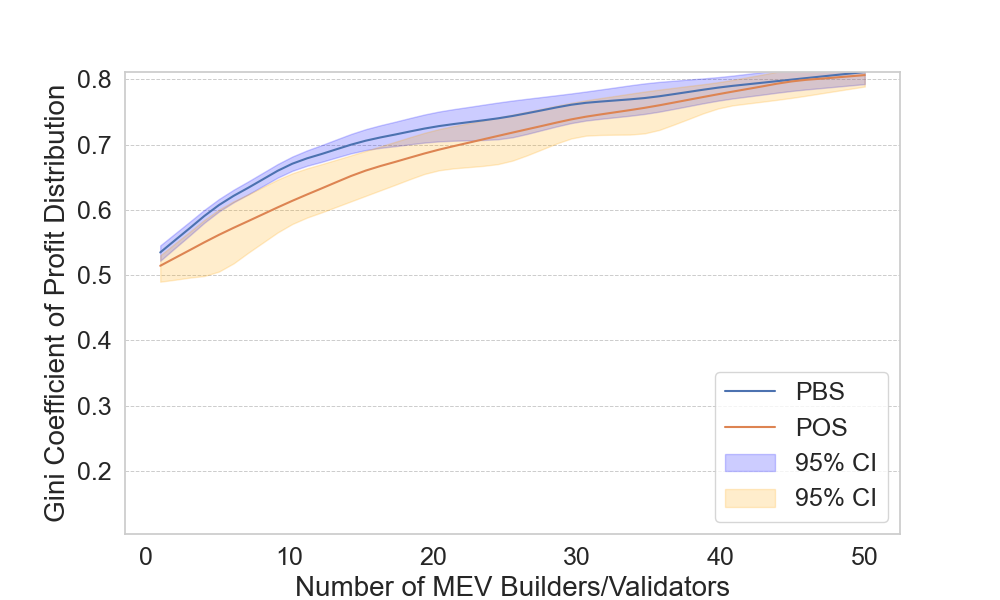 Gini Coefficient of Profit Distribution
0.8
0.7
0.6
0.5
0.4
0.3
0.2
0 10 20 30 40 50
Number of MEV Builders/Validators
PBS
POS
95% CI
95% CI